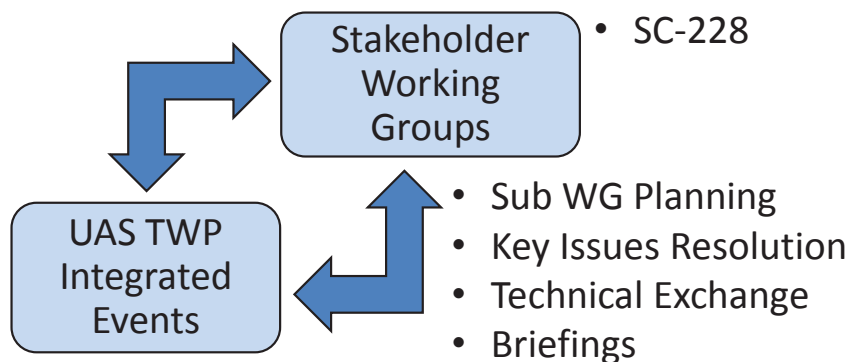 Stakeholder
Working
Groups
• SC-228
UAS TWP
Integrated
Events
• Sub WG Planning
• Key Issues Resolution
• Technical Exchange
• Briefings